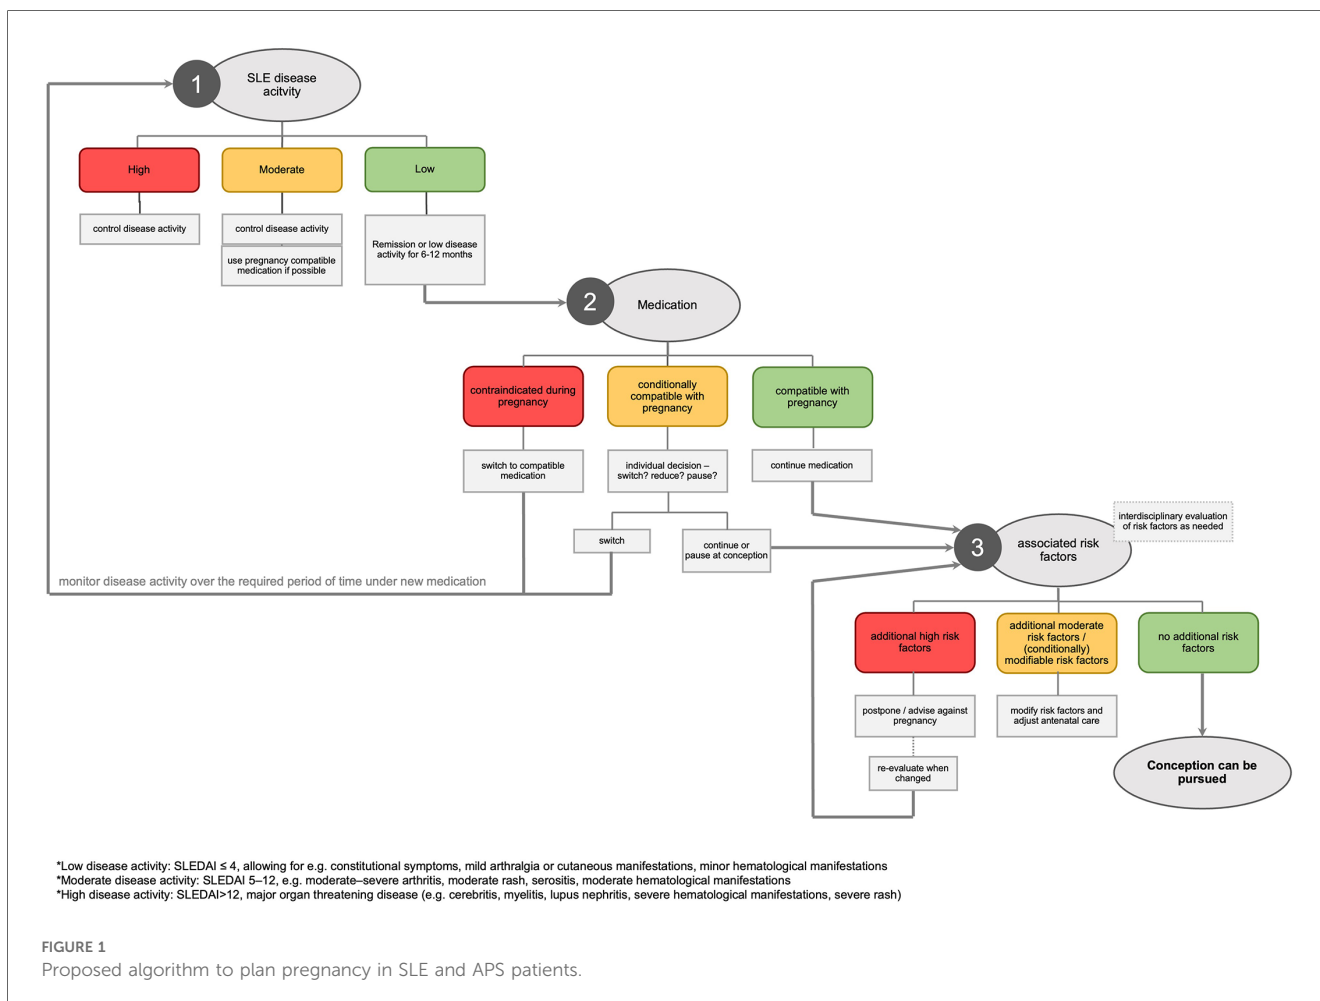 1
SLE disease
acitvity
High
Moderate
Low
control disease activity
control disease activity
use pregnancy compatible
medication if possible
Remission or low disease
activity for 6-12 months
2
Medication
contraindicated during
pregnancy
conditionally
compatible with
pregnancy
compatible with
pregnancy
switch to compatible
medication
individual decision –
switch? reduce? pause?
continue medication
switch
continue or
pause at conception
monitor disease activity over the required period of time under new medication
3
associated risk
factors
interdisciplinary evaluation
of risk factors as needed
additional high risk
factors
additional moderate
risk factors /
(conditionally)
modifiable risk factors
no additional risk
factors
postpone / advise against
pregnancy
modify risk factors and
adjust antenatal care
re-evaluate when
changed
Conception can be
pursued
*Low disease activity: SLEDAI ≤ 4, allowing for e.g. constitutional symptoms, mild arthralgia or cutaneous manifestations, minor hematological manifestations
*Moderate disease activity: SLEDAI 5–12, e.g. moderate–severe arthritis, moderate rash, serositis, moderate hematological manifestations
*High disease activity: SLEDAI>12, major organ threatening disease (e.g. cerebritis, myelitis, lupus nephritis, severe hematological manifestations, severe rash)
FIGURE 1
Proposed algorithm to plan pregnancy in SLE and APS patients.